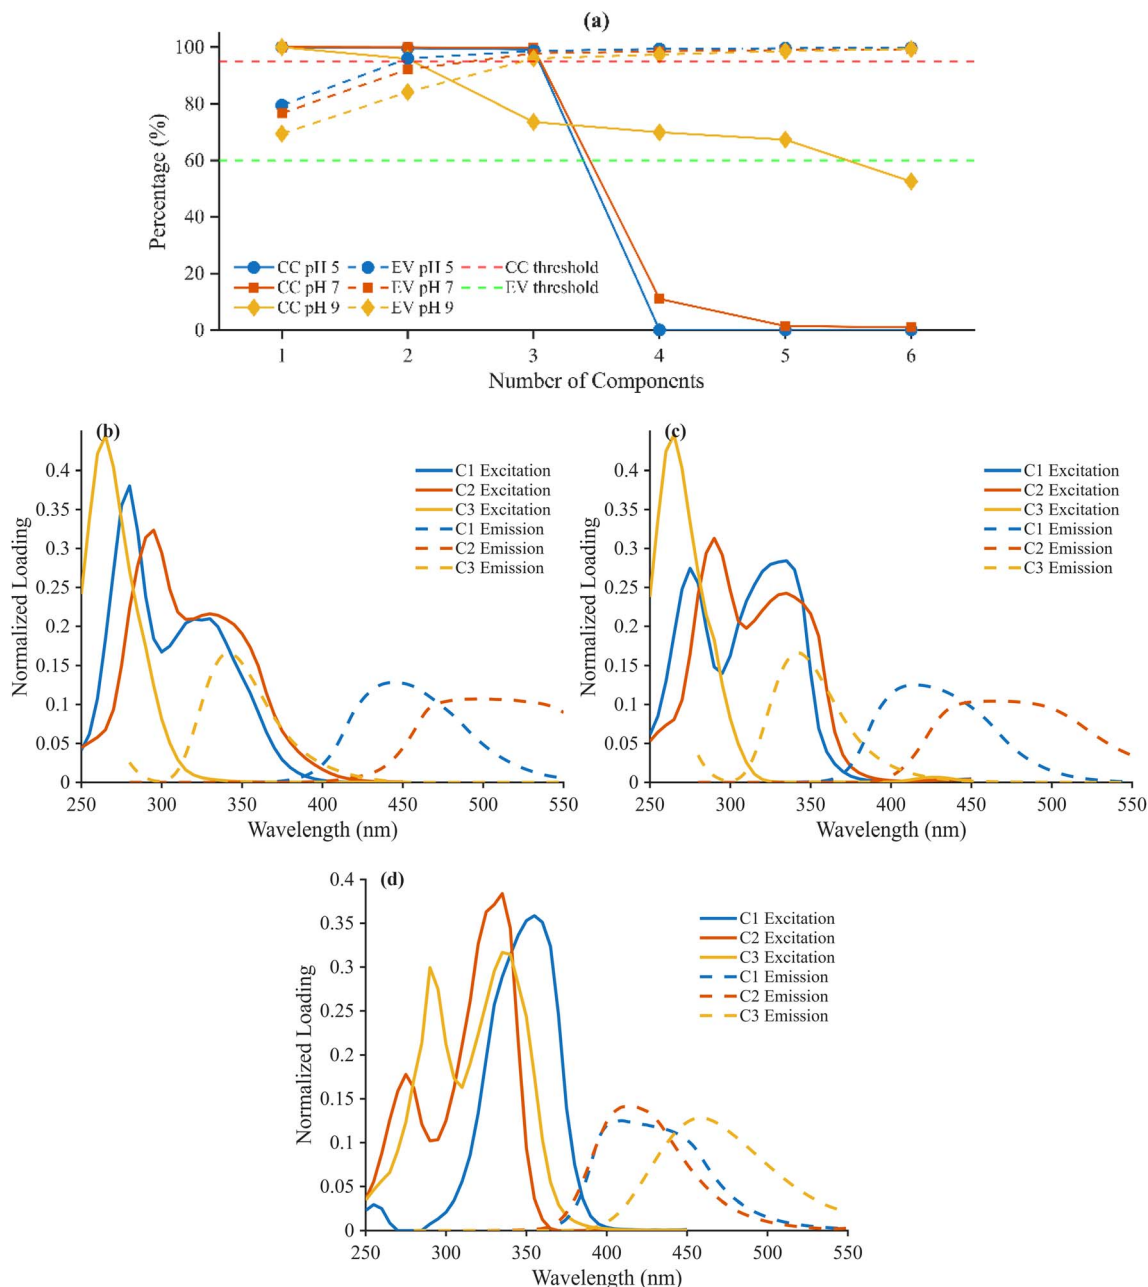 (a)
100
80
60
40
20
0
Percentage (%)
CC pH 5
EV pH 5
CC threshold
CC pH 7
EV pH 7
EV threshold
CC pH 9
EV pH 9
1 2 3 4 5 6
Number of Components
(b)
0.4
0.35
0.3
0.25
0.2
0.15
0.1
0.05
0
Normalized Loading
C1 Excitation
C2 Excitation
C3 Excitation
C1 Emission
C2 Emission
C3 Emission
250 300 350 400 450 500 550
Wavelength (nm)
(c)
0.4
0.35
0.3
0.25
0.2
0.15
0.1
0.05
0
Normalized Loading
C1 Excitation
C2 Excitation
C3 Excitation
C1 Emission
C2 Emission
C3 Emission
250 300 350 400 450 500 550
Wavelength (nm)
(d)
0.4
0.35
0.3
0.25
0.2
0.15
0.1
0.05
0
Normalized Loading
C1 Excitation
C2 Excitation
C3 Excitation
C1 Emission
C2 Emission
C3 Emission
250 300 350 400 450 500 550
Wavelength (nm)